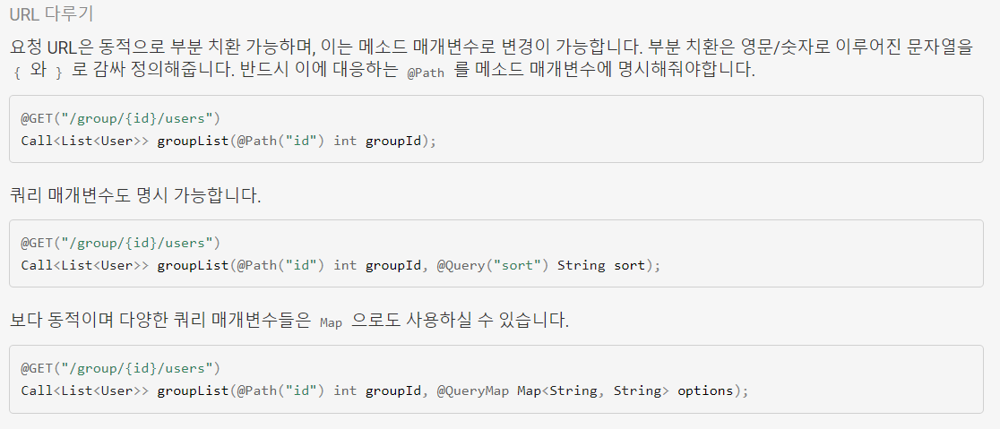 URL 다루기
요청 URL은 동적으로 부분 치환 가능하며, 이는 메소드 매개변수로 변경이 가능합니다. 부분 치환은 영문/숫자로 이루어진 문자열을
{ 와 } 로 감싸 정의해줍니다. 반드시 이에 대응하는 @Path 를 메소드 매개변수에 명시해줘야합니다.
@GET("/group/{id}/users")
Call<List<User>> groupList(@Path("id") int groupId);
쿼리 매개변수도 명시 가능합니다.
@GET("/group/{id}/users")
Call<List<User>> groupList(@Path("id") int groupId, @Query("sort") String sort);
보다 동적이며 다양한 쿼리 매개변수들은 Map 으로도 사용하실 수 있습니다.
@GET("/group/{id}/users")
Call<List<User>> groupList(@Path("id") int groupId, @QueryMap Map<String, String> options);